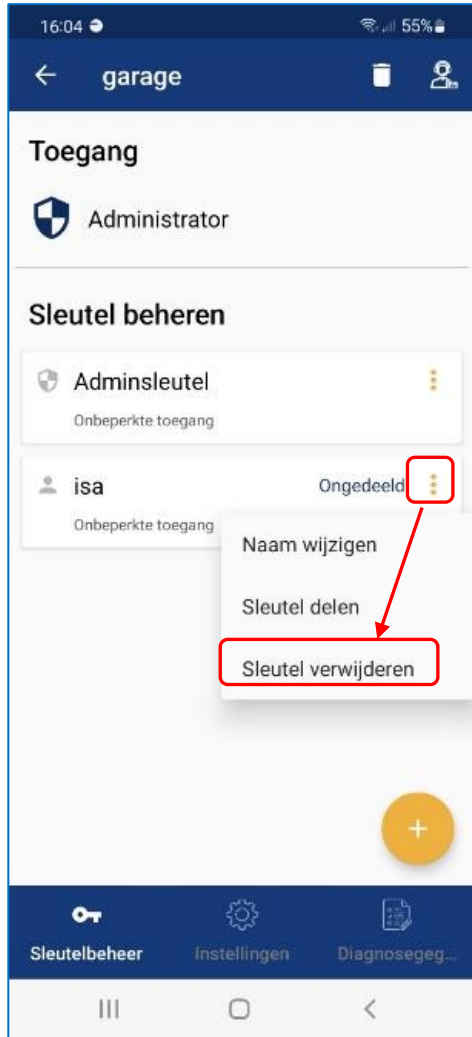 16:04 55%
garage
Toegang
Administrator
Sleutel beheren
Adminsleutel
Onbeperkte toegang
isa Ongedeeld
Onbeperkte toegang
Naam wijzigen
Sleutel delen
Sleutel verwijderen
+
Sleutelbeheer Instellingen Diagnosegeg...